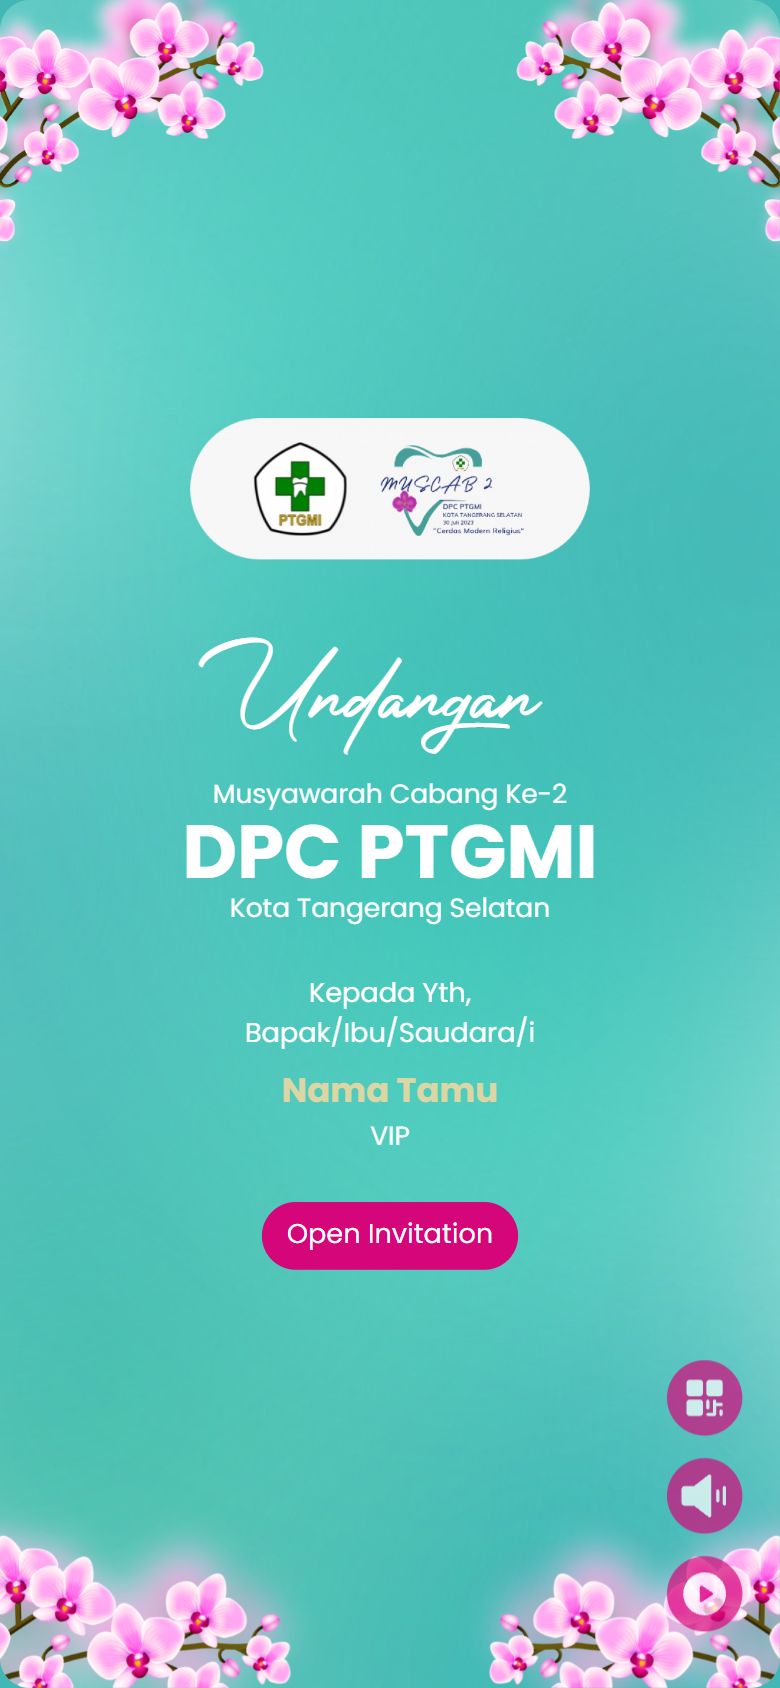 PTGMI
MUSCAB 2
DPC PTGMI
KOTA TANGERANG SELATAN
30 Juli 2023
"Cerdas Modern Religius"
Undangan
Musyawarah Cabang Ke-2
DPC PTGMI
Kota Tangerang Selatan
Kepada Yth,
Bapak/Ibu/Saudara/i
Nama Tamu
VIP
Open Invitation